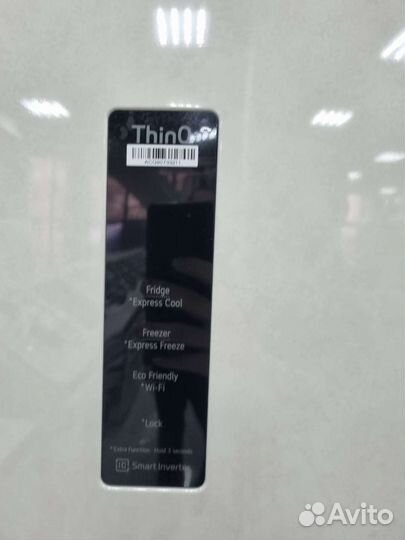 ThinQ
Fridge
*Express Cool
Freezer
*Express Freeze
Eco Friendly
*Wi-Fi
*Lock
*Extra Function : Hold 3 seconds
Smart Inverter
Avito